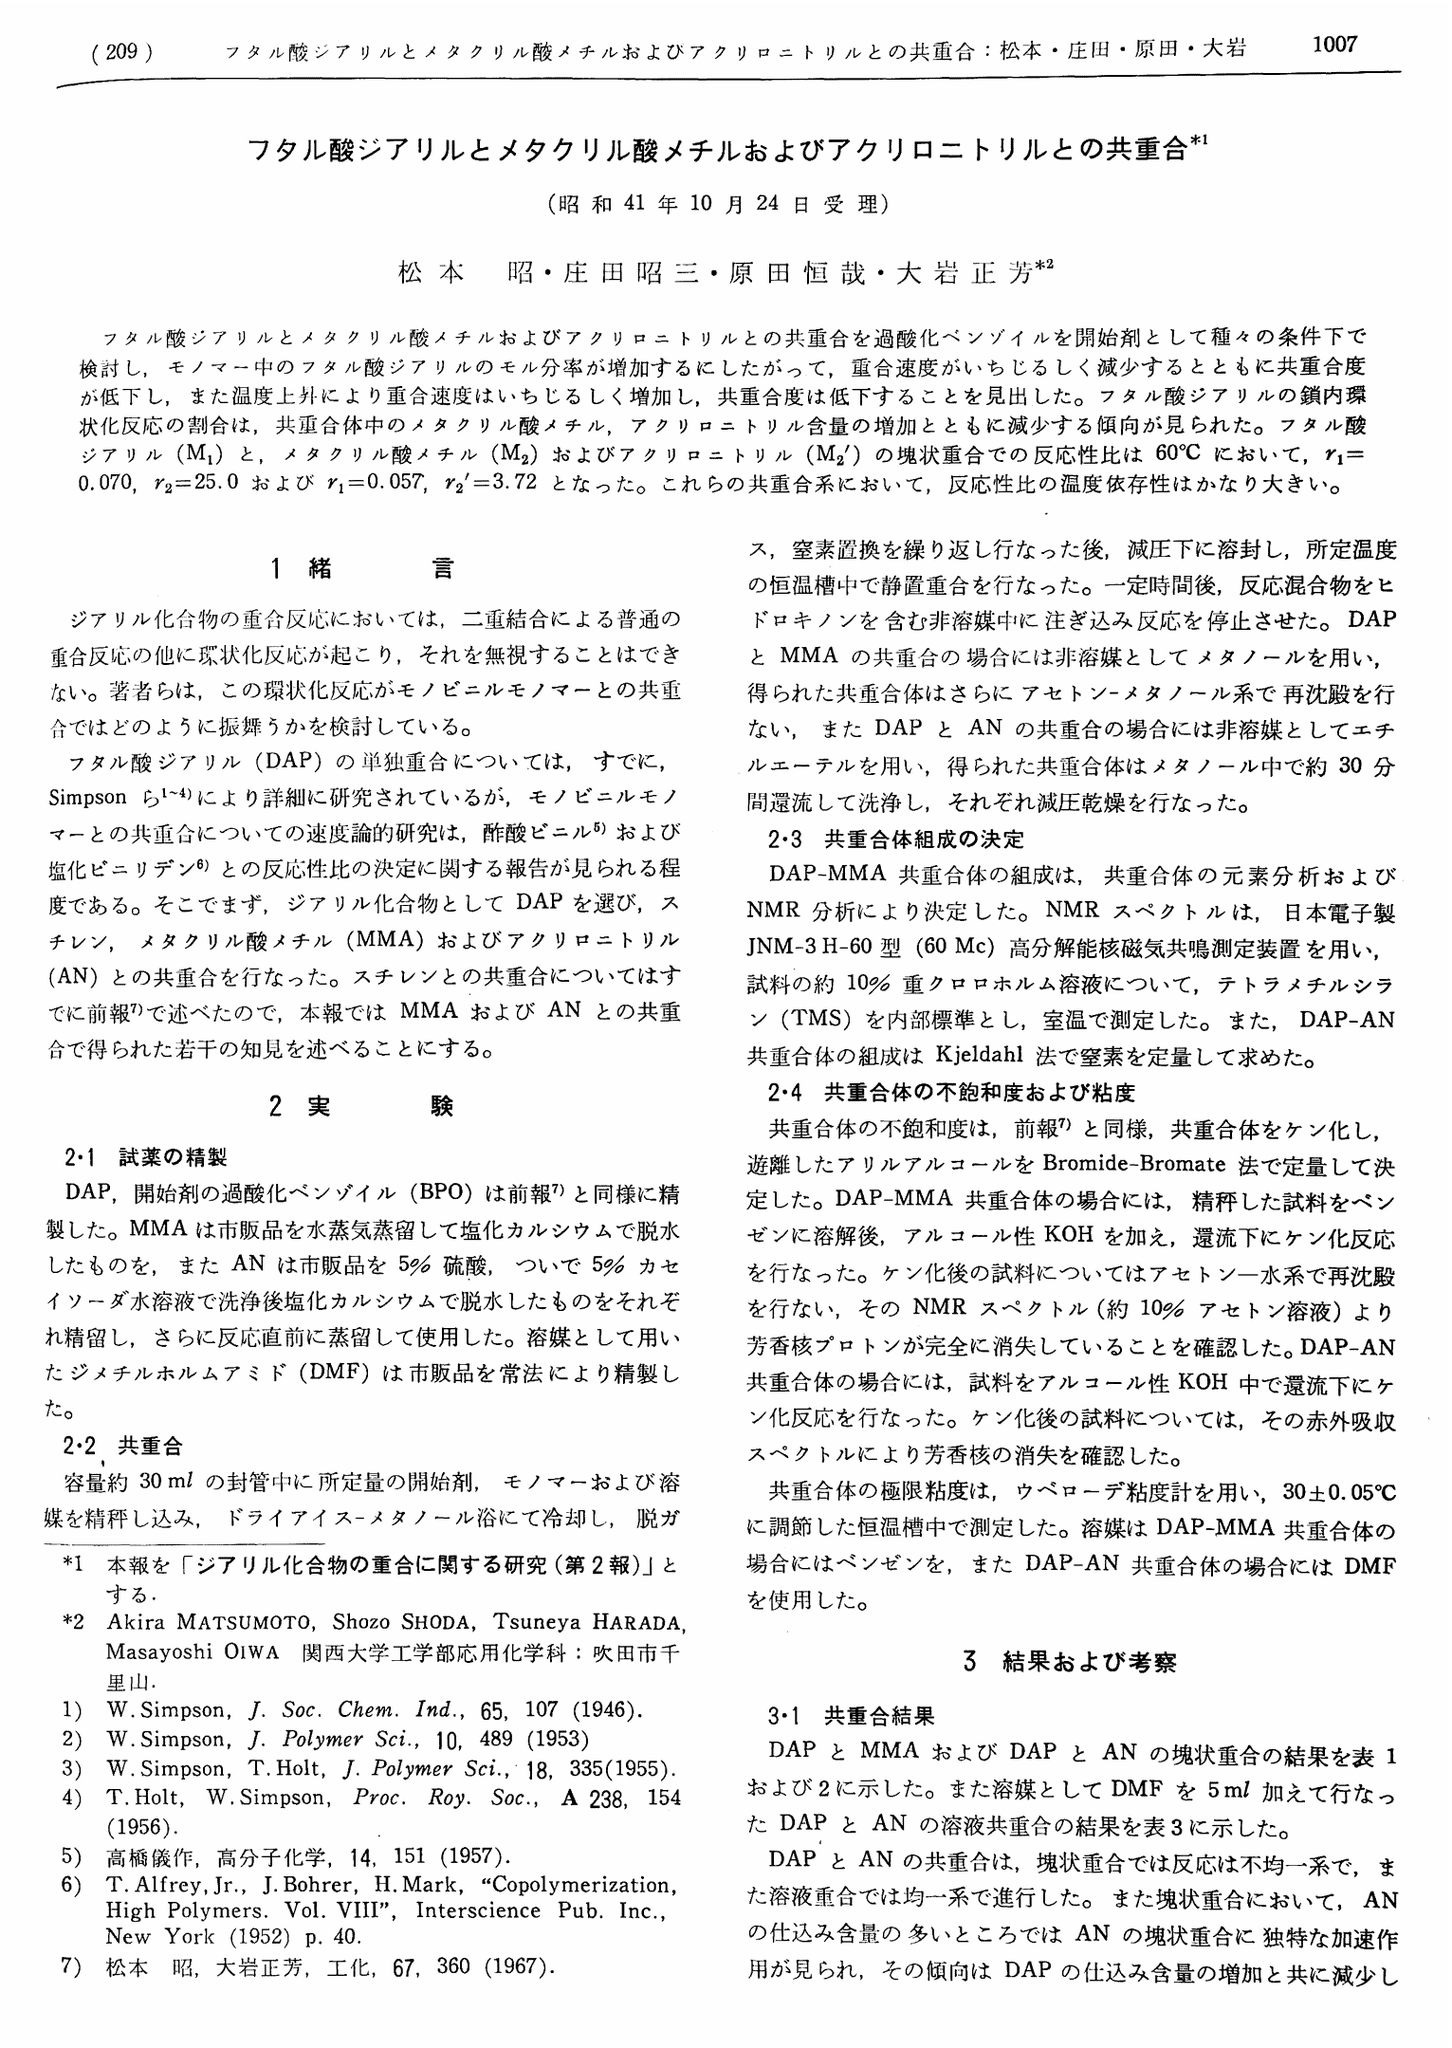 (209) フタル酸ジアリルとメタクリル酸メチルおよびアクリロニトリルとの共重合：松本・庄田・原田・大岩 1007
フタル酸ジアリルとメタクリル酸メチルおよびアクリロニトリルとの共重合*1
(昭和41年10月24日受理)
松本 昭・庄田昭三・原田恒哉・大岩正芳*2
フタル酸ジアリルとメタクリル酸メチルおよびアクリロニトリルとの共重合を過酸化ベンゾイルを開始剤として種々の条件下で
検討し，モノマー中のフタル酸ジアリルのモル分率が増加するにしたがって，重合速度がいちじるしく減少するとともに共重合度
が低下し，また温度上昇により重合速度はいちじるしく増加し，共重合度は低下することを見出した。フタル酸ジアリルの鎖内環
状化反応の割合は，共重合体中のメタクリル酸メチル，アクリロニトリル含量の増加とともに減少する傾向が見られた。フタル酸
ジアリル (M₁) と，メタクリル酸メチル (M₂) およびアクリロニトリル (M₂′) の塊状重合での反応性比は 60℃ において，r₁=
0.070, r₂=25.0 および r₁=0.057, r₂′=3.72 となった。これらの共重合系において，反応性比の温度依存性はかなり大きい。
1 緒 言
ジアリル化合物の重合反応においては，二重結合による普通の
重合反応の他に環状化反応が起こり，それを無視することはでき
ない。著者らは，この環状化反応がモノビニルモノマーとの共重
合ではどのように振舞うかを検討している。
フタル酸ジアリル (DAP) の単独重合については，すでに，
Simpson ら¹~⁴⁾により詳細に研究されているが，モノビニルモノ
マーとの共重合についての速度論的研究は，酢酸ビニル⁵⁾ および
塩化ビニリデン⁶⁾ との反応性比の決定に関する報告が見られる程
度である。そこでまず，ジアリル化合物として DAP を選び，ス
チレン，メタクリル酸メチル (MMA) およびアクリロニトリル
(AN) との共重合を行なった。スチレンとの共重合についてはす
でに前報⁷⁾で述べたので，本報では MMA および AN との共重
合で得られた若干の知見を述べることにする。
2 実 験
2・1 試薬の精製
DAP，開始剤の過酸化ベンゾイル (BPO) は前報⁷⁾ と同様に精
製した。MMA は市販品を水蒸気蒸留して塩化カルシウムで脱水
したものを，また AN は市販品を 5% 硫酸，ついで 5% カセ
イソーダ水溶液で洗浄後塩化カルシウムで脱水したものをそれぞ
れ精留し，さらに反応直前に蒸留して使用した。溶媒として用い
たジメチルホルムアミド (DMF) は市販品を常法により精製し
た。
2・2 共重合
容量約 30 ml の封管中に所定量の開始剤，モノマーおよび溶
媒を精秤し込み，ドライアイス-メタノール浴にて冷却し，脱ガ
*1 本報を「ジアリル化合物の重合に関する研究(第2報)」と
する．
*2 Akira MATSUMOTO, Shozo SHODA, Tsuneya HARADA,
Masayoshi OIWA 関西大学工学部応用化学科：吹田市千
里山．
1) W. Simpson, J. Soc. Chem. Ind., 65, 107 (1946).
2) W. Simpson, J. Polymer Sci., 10, 489 (1953)
3) W. Simpson, T. Holt, J. Polymer Sci., 18, 335(1955).
4) T. Holt, W. Simpson, Proc. Roy. Soc., A 238, 154
(1956).
5) 高橋儀作，高分子化学，14, 151 (1957).
6) T. Alfrey, Jr., J. Bohrer, H. Mark, “Copolymerization,
High Polymers. Vol. VIII”, Interscience Pub. Inc.,
New York (1952) p. 40.
7) 松本 昭，大岩正芳，工化，67, 360 (1967).
ス，窒素置換を繰り返し行なった後，減圧下に溶封し，所定温度
の恒温槽中で静置重合を行なった。一定時間後，反応混合物をヒ
ドロキノンを含む非溶媒中に注ぎ込み反応を停止させた。DAP
と MMA の共重合の場合には非溶媒としてメタノールを用い，
得られた共重合体はさらにアセトン-メタノール系で再沈殿を行
ない，また DAP と AN の共重合の場合には非溶媒としてエチ
ルエーテルを用い，得られた共重合体はメタノール中で約 30 分
間還流して洗浄し，それぞれ減圧乾燥を行なった。
2・3 共重合体組成の決定
DAP-MMA 共重合体の組成は，共重合体の元素分析および
NMR 分析により決定した。NMR スペクトルは，日本電子製
JNM-3 H-60 型 (60 Mc) 高分解能核磁気共鳴測定装置を用い，
試料の約 10% 重クロロホルム溶液について，テトラメチルシラ
ン (TMS) を内部標準とし，室温で測定した。また，DAP-AN
共重合体の組成は Kjeldahl 法で窒素を定量して求めた。
2・4 共重合体の不飽和度および粘度
共重合体の不飽和度は，前報⁷⁾ と同様，共重合体をケン化し，
遊離したアリルアルコールを Bromide-Bromate 法で定量して決
定した。DAP-MMA 共重合体の場合には，精秤した試料をベン
ゼンに溶解後，アルコール性 KOH を加え，還流下にケン化反応
を行なった。ケン化後の試料についてはアセトン—水系で再沈殿
を行ない，その NMR スペクトル (約 10% アセトン溶液) より
芳香核プロトンが完全に消失していることを確認した。DAP-AN
共重合体の場合には，試料をアルコール性 KOH 中で還流下にケ
ン化反応を行なった。ケン化後の試料については，その赤外吸収
スペクトルにより芳香核の消失を確認した。
共重合体の極限粘度は，ウベローデ粘度計を用い，30±0.05℃
に調節した恒温槽中で測定した。溶媒は DAP-MMA 共重合体の
場合にはベンゼンを，また DAP-AN 共重合体の場合には DMF
を使用した。
3 結果および考察
3・1 共重合結果
DAP と MMA および DAP と AN の塊状重合の結果を表 1
および2に示した。また溶媒として DMF を 5 ml 加えて行なっ
た DAP と AN の溶液共重合の結果を表3に示した。
DAP と AN の共重合は，塊状重合では反応は不均一系で，ま
た溶液重合では均一系で進行した。また塊状重合において，AN
の仕込み含量の多いところでは AN の塊状重合に独特な加速作
用が見られ，その傾向は DAP の仕込み含量の増加と共に減少し